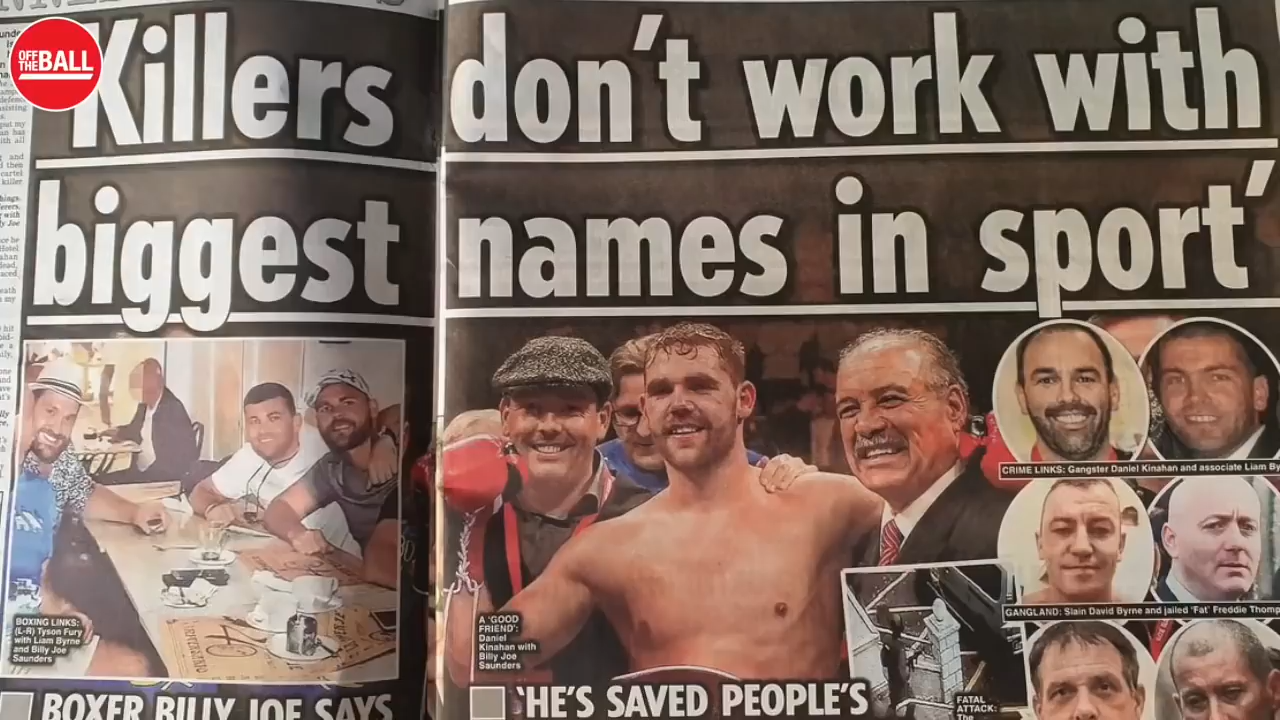 OFF
THE BALL
Killers don't work with
biggest names in sport'
BOXING LINKS:
(L-R) Tyson Fury
with Liam Byrne
and Billy Joe
Saunders
A 'GOOD
FRIEND':
Daniel
Kinahan with
Billy Joe
Saunders
CRIME LINKS: Gangster Daniel Kinahan and associate Liam By
GANGLAND: Slain David Byrne and jailed 'Fat' Freddie Thomp
FATAL
ATTACK:
The
BOXER BILLY JOE SAYS
'HE'S SAVED PEOPLE'S